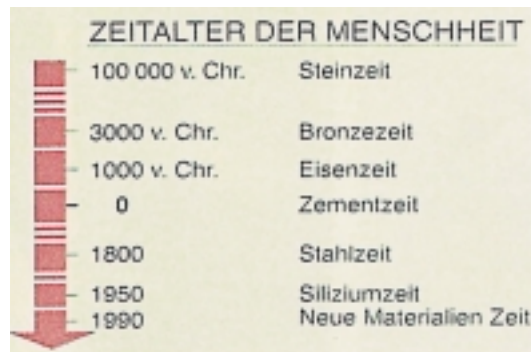 ZEITALTER DER MENSCHHEIT
100 000 v. Chr. Steinzeit
3000 v. Chr. Bronzezeit
1000 v. Chr. Eisenzeit
0 Zementzeit
1800 Stahlzeit
1950 Siliziumzeit
1990 Neue Materialien Zeit